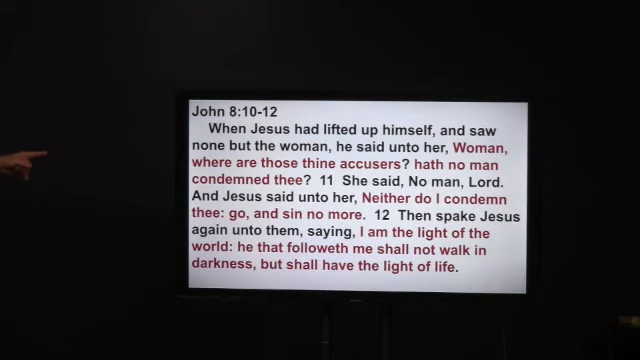 John 8:10-12
When Jesus had lifted up himself, and saw
none but the woman, he said unto her, Woman,
where are those thine accusers? hath no man
condemned thee? 11 She said, No man, Lord.
And Jesus said unto her, Neither do I condemn
thee: go, and sin no more. 12 Then spake Jesus
again unto them, saying, I am the light of the
world: he that followeth me shall not walk in
darkness, but shall have the light of life.